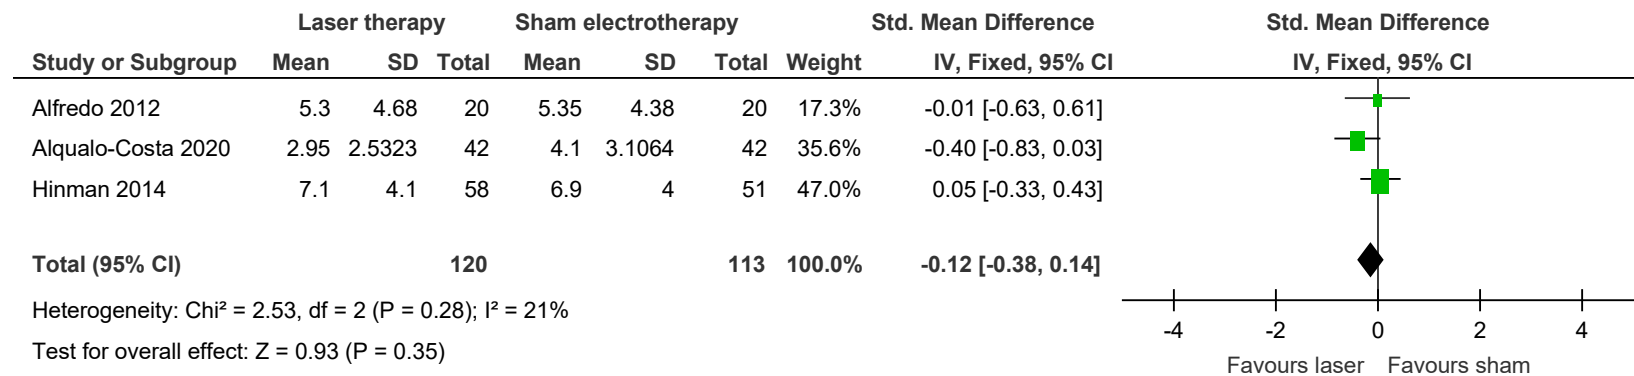 Laser therapy Sham electrotherapy Std. Mean Difference Std. Mean Difference
Study or Subgroup Mean SD Total Mean SD Total Weight IV, Fixed, 95% CI IV, Fixed, 95% CI
Alfredo 2012 5.3 4.68 20 5.35 4.38 20 17.3% -0.01 [-0.63, 0.61]
Alqualo-Costa 2020 2.95 2.5323 42 4.1 3.1064 42 35.6% -0.40 [-0.83, 0.03]
Hinman 2014 7.1 4.1 58 6.9 4 51 47.0% 0.05 [-0.33, 0.43]
Total (95% CI) 120 113 100.0% -0.12 [-0.38, 0.14]
Heterogeneity: Chi² = 2.53, df = 2 (P = 0.28); I² = 21%
-4 -2 0 2 4
Test for overall effect: Z = 0.93 (P = 0.35)
Favours laser Favours sham